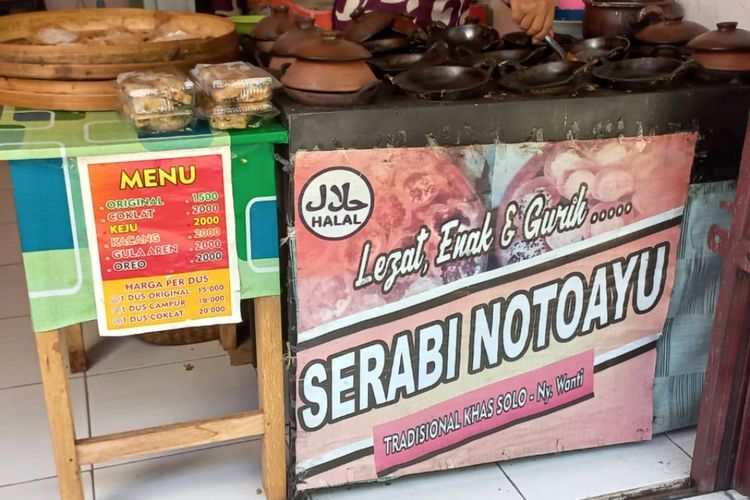 MENU
- ORIGINAL 1500
- COKLAT 2000
- KEJU 2000
- KACANG 2000
- GULA AREN 2000
- OREO 2000
HARGA PER DUS
@1 DUS ORIGINAL 15.000
@1 DUS CAMPUR 18.000
@1 DUS COKLAT 20.000
حلال
HALAL
Lezat, Enak & Gurih .....
SERABI NOTOAYU
TRADISIONAL KHAS SOLO - Ny. Wanti